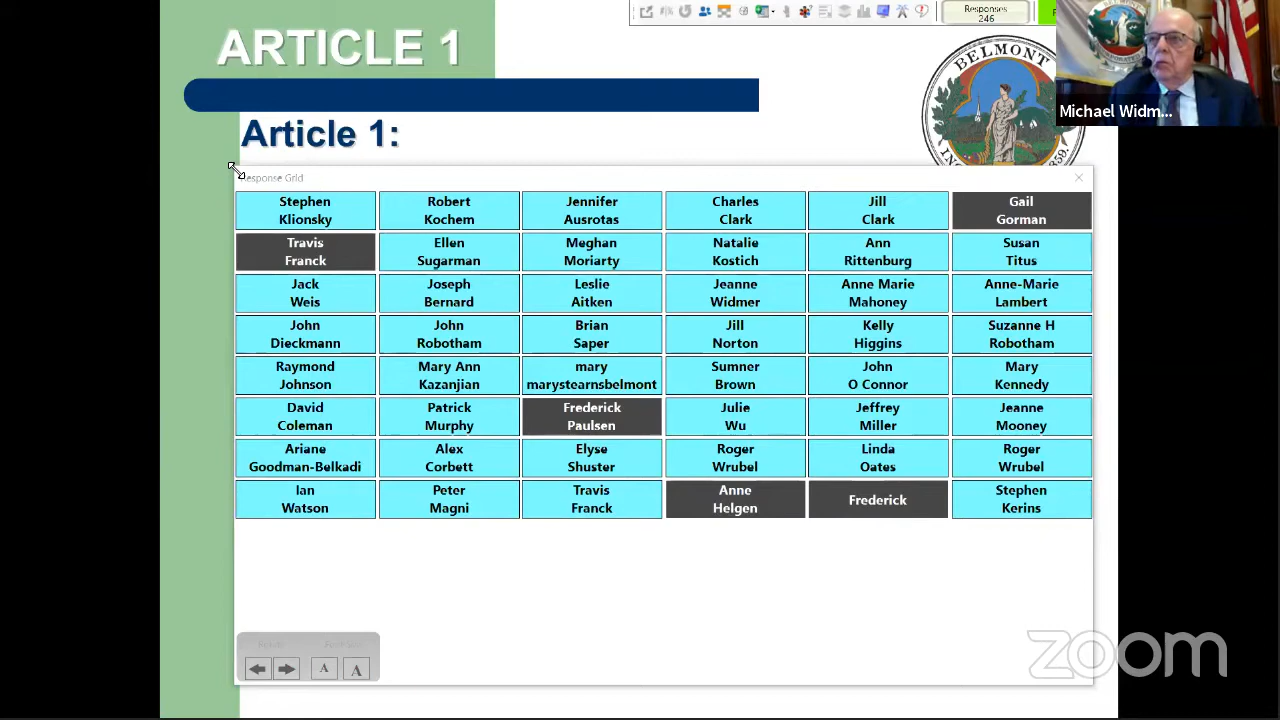 ARTICLE 1
Responses
246
BELMONT
Michael Widm...
Article 1:
Response Grid
Stephen Klionsky
Robert Kochem
Jennifer Ausrotas
Charles Clark
Jill Clark
Gail Gorman
Travis Franck
Ellen Sugarman
Meghan Moriarty
Natalie Kostich
Ann Rittenburg
Susan Titus
Jack Weis
Joseph Bernard
Leslie Aitken
Jeanne Widmer
Anne Marie Mahoney
Anne-Marie Lambert
John Dieckmann
John Robotham
Brian Saper
Jill Norton
Kelly Higgins
Suzanne H Robotham
Raymond Johnson
Mary Ann Kazanjian
mary marystearnsbelmont
Sumner Brown
John O Connor
Mary Kennedy
David Coleman
Patrick Murphy
Frederick Paulsen
Julie Wu
Jeffrey Miller
Jeanne Mooney
Ariane Goodman-Belkadi
Alex Corbett
Elyse Shuster
Roger Wrubel
Linda Oates
Roger Wrubel
Ian Watson
Peter Magni
Travis Franck
Anne Helgen
Frederick
Stephen Kerins
A A
zoom